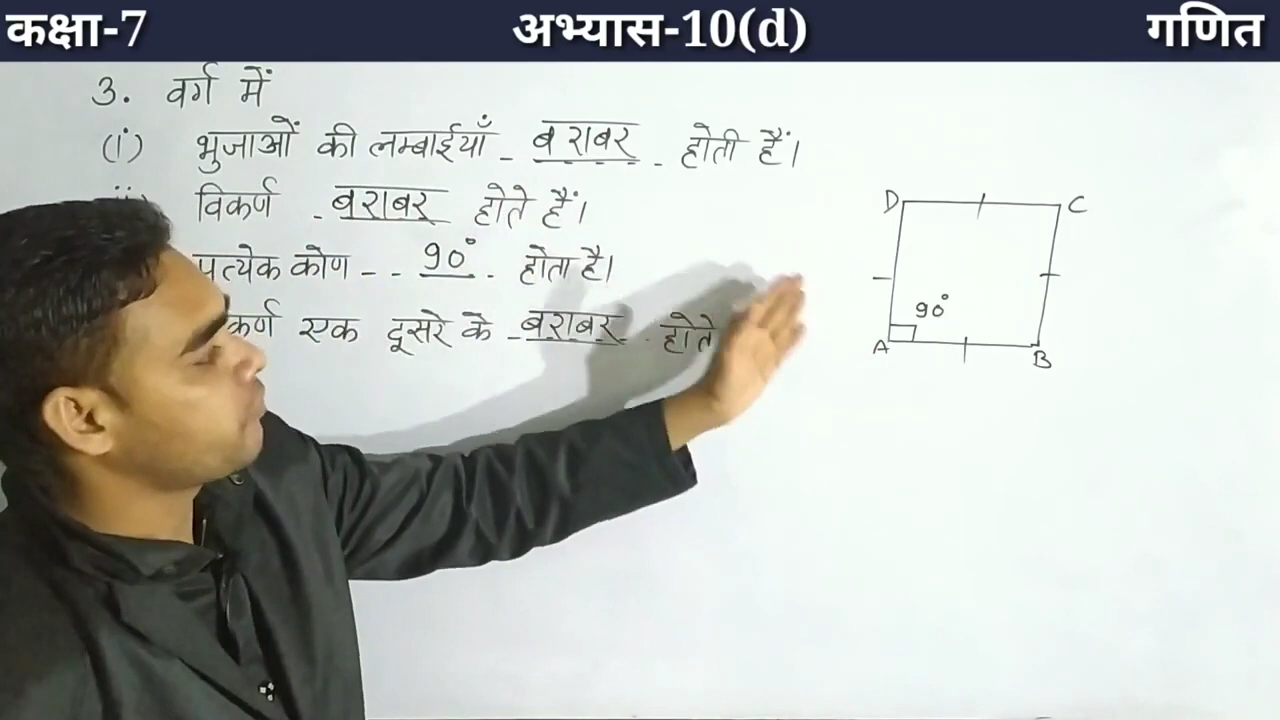 कक्षा-7 अभ्यास-10(d) गणित
3. वर्ग में
(i) भुजाओं की लम्बाईयाँ - बराबर - होती हैं।
विकर्ण - बराबर होते हैं।
प्रत्येक कोण - - 90° - होता है।
एक दूसरे के - बराबर - होते
D C
90°
A B